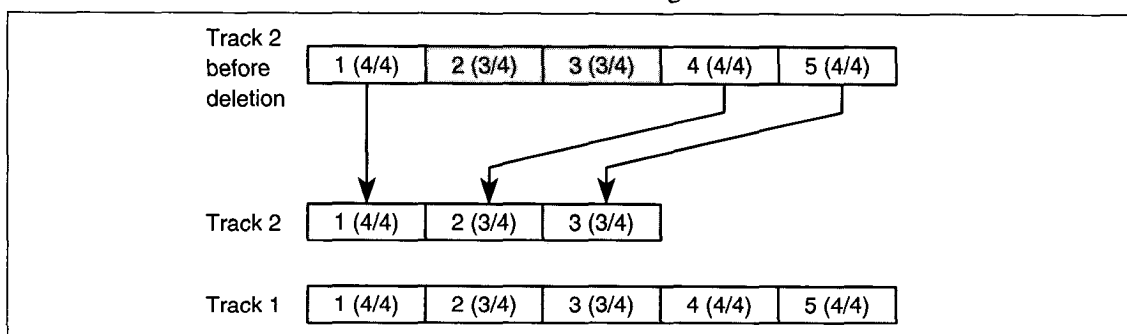 Track 2
before
deletion
1 (4/4) 2 (3/4) 3 (3/4) 4 (4/4) 5 (4/4)
Track 2 1 (4/4) 2 (3/4) 3 (3/4)
Track 1 1 (4/4) 2 (3/4) 3 (3/4) 4 (4/4) 5 (4/4)